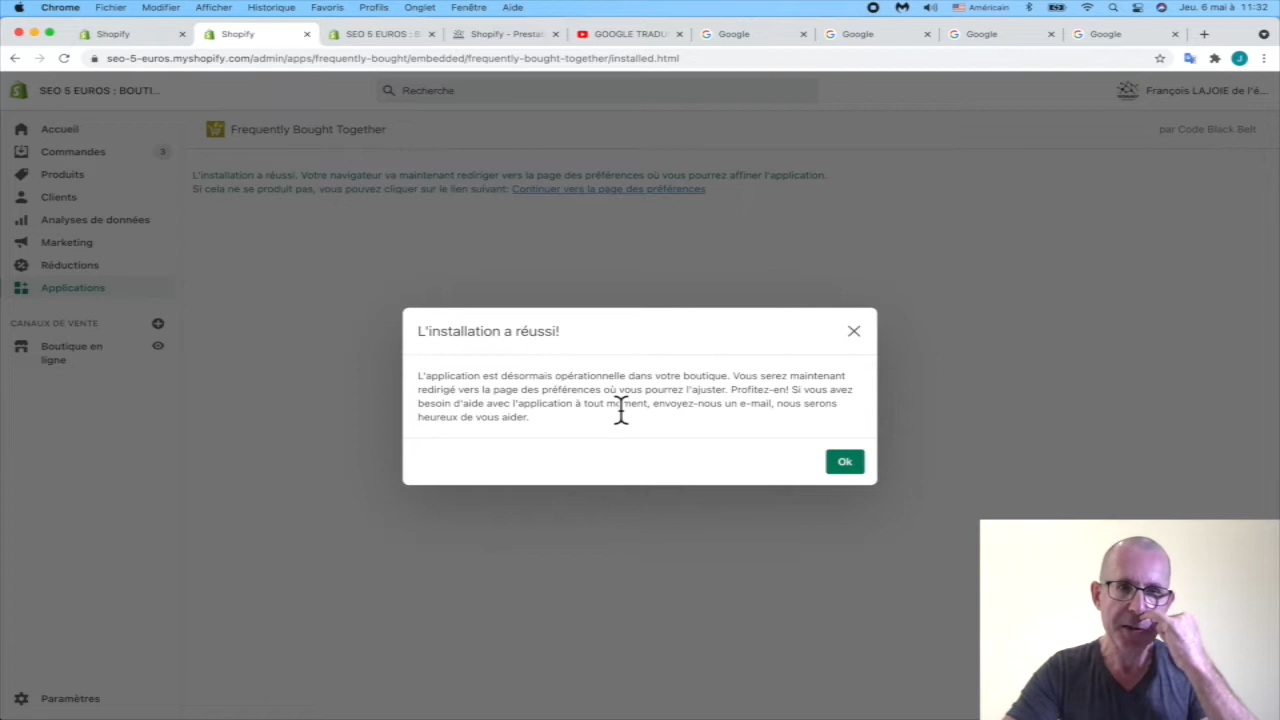 Chrome Fichier Modifier Afficher Historique Favoris Profils Onglet Fenêtre Aide Américain Jeu. 6 mai à 11:32
Shopify Shopify SEO 5 EUROS : B Shopify – Presta GOOGLE TRADU Google Google Google Google
seo-5-euros.myshopify.com/admin/apps/frequently-bought/embedded/frequently-bought-together/installed.html J
SEO 5 EUROS : BOUTI... Recherche François LAJOIE de l'é...
Accueil
Commandes 3
Produits
Clients
Analyses de données
Marketing
Réductions
Applications
CANAUX DE VENTE
Boutique en
ligne
Paramètres
Frequently Bought Together par Code Black Belt
L'installation a réussi. Votre navigateur va maintenant rediriger vers la page des préférences où vous pourrez affiner l'application.
Si cela ne se produit pas, vous pouvez cliquer sur le lien suivant: Continuer vers la page des préférences
L'installation a réussi!
L'application est désormais opérationnelle dans votre boutique. Vous serez maintenant
redirigé vers la page des préférences où vous pourrez l'ajuster. Profitez-en! Si vous avez
besoin d'aide avec l'application à tout moment, envoyez-nous un e-mail, nous serons
heureux de vous aider.
Ok